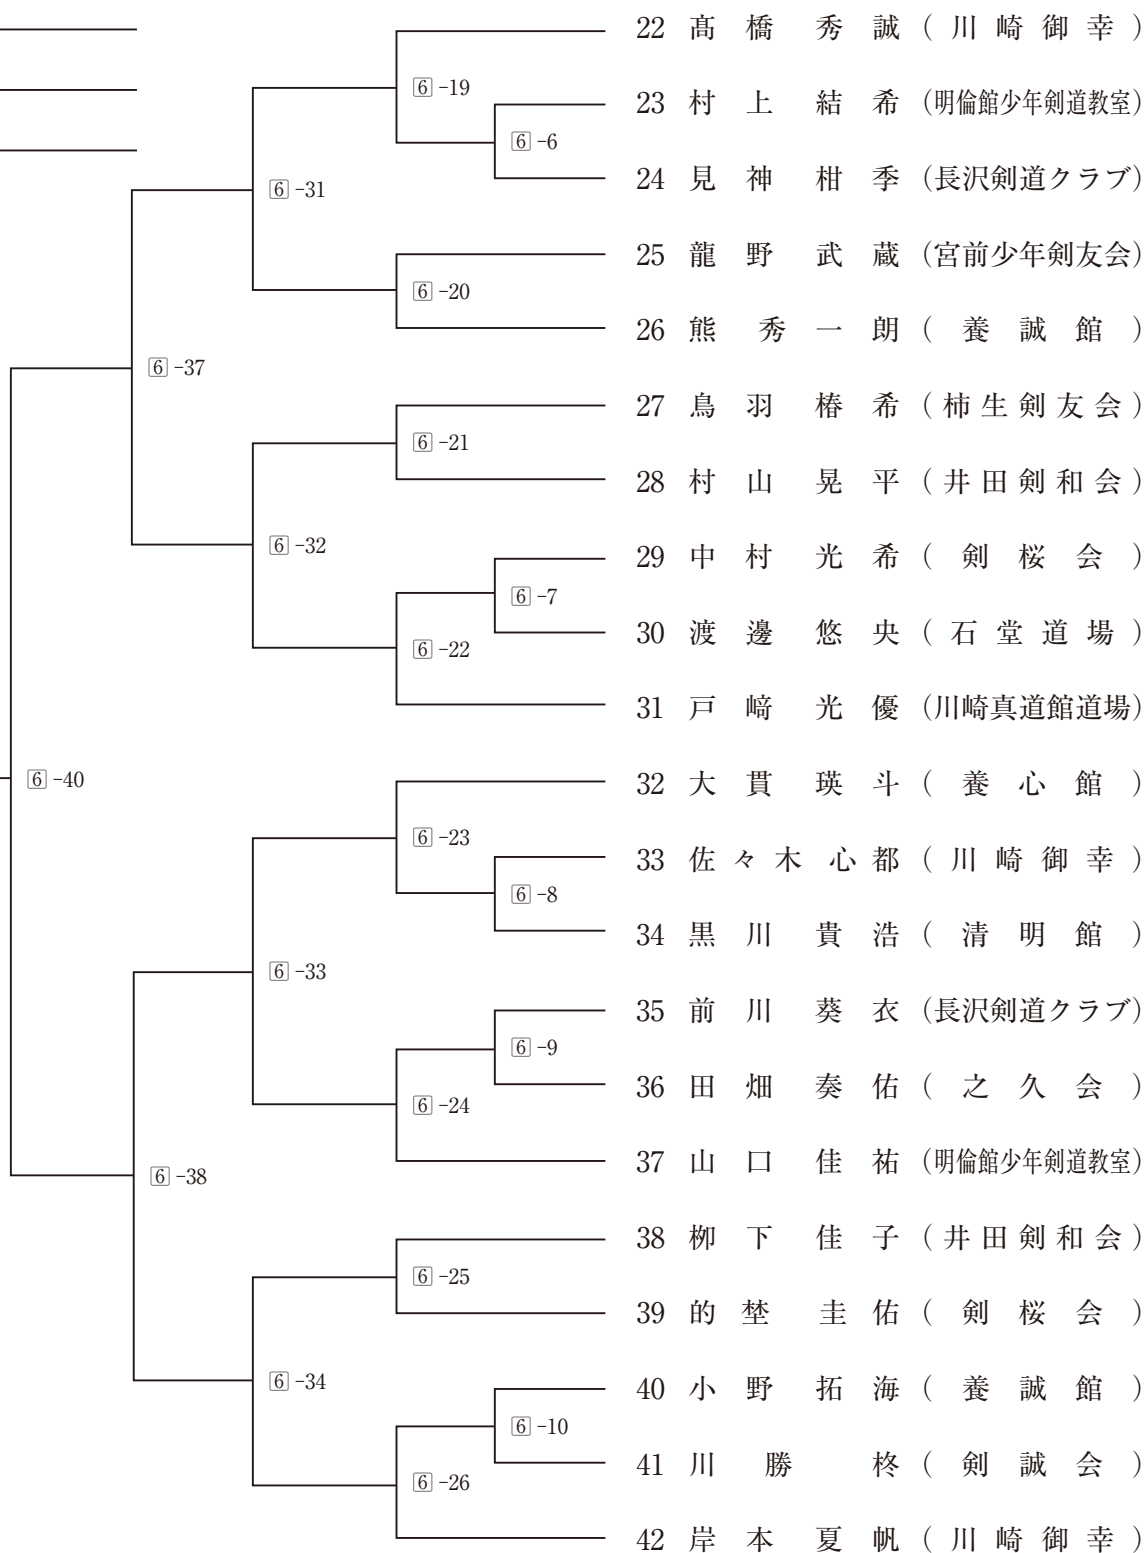 22 髙橋 秀誠 (川崎御幸)
6-19
23 村上 結希 (明倫館少年剣道教室)
6-6
24 見神 柑季 (長沢剣道クラブ)
6-31
25 龍野 武蔵 (宮前少年剣友会)
6-20
26 熊 秀一朗 (養誠館)
6-37
27 鳥羽 椿希 (柿生剣友会)
6-21
28 村山 晃平 (井田剣和会)
6-32
29 中村 光希 (剣桜会)
6-7
30 渡邊 悠央 (石堂道場)
6-22
31 戸﨑 光優 (川崎真道館道場)
6-40
32 大貫 瑛斗 (養心館)
6-23
33 佐々木 心都 (川崎御幸)
6-8
34 黒川 貴浩 (清明館)
6-33
35 前川 葵衣 (長沢剣道クラブ)
6-9
36 田畑 奏佑 (之久会)
6-24
37 山口 佳祐 (明倫館少年剣道教室)
6-38
38 栁下 佳子 (井田剣和会)
6-25
39 的埜 圭佑 (剣桜会)
6-34
40 小野 拓海 (養誠館)
6-10
41 川勝 柊 (剣誠会)
6-26
42 岸本 夏帆 (川崎御幸)